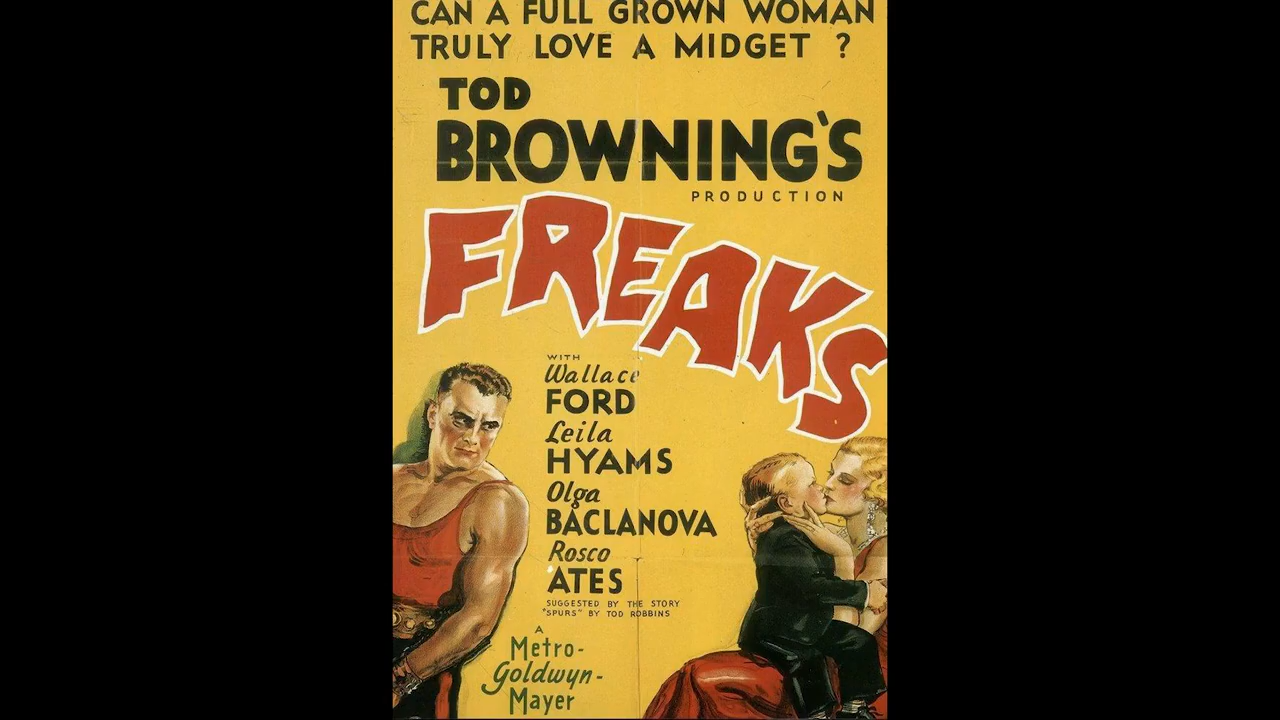 CAN A FULL GROWN WOMAN
TRULY LOVE A MIDGET ?
TOD
BROWNING'S
PRODUCTION
FREAKS
WITH
Wallace
FORD
Leila
HYAMS
Olga
BACLANOVA
Rosco
ATES
SUGGESTED BY THE STORY
"SPURS" BY TOD ROBBINS
A
Metro-
Goldwyn-
Mayer